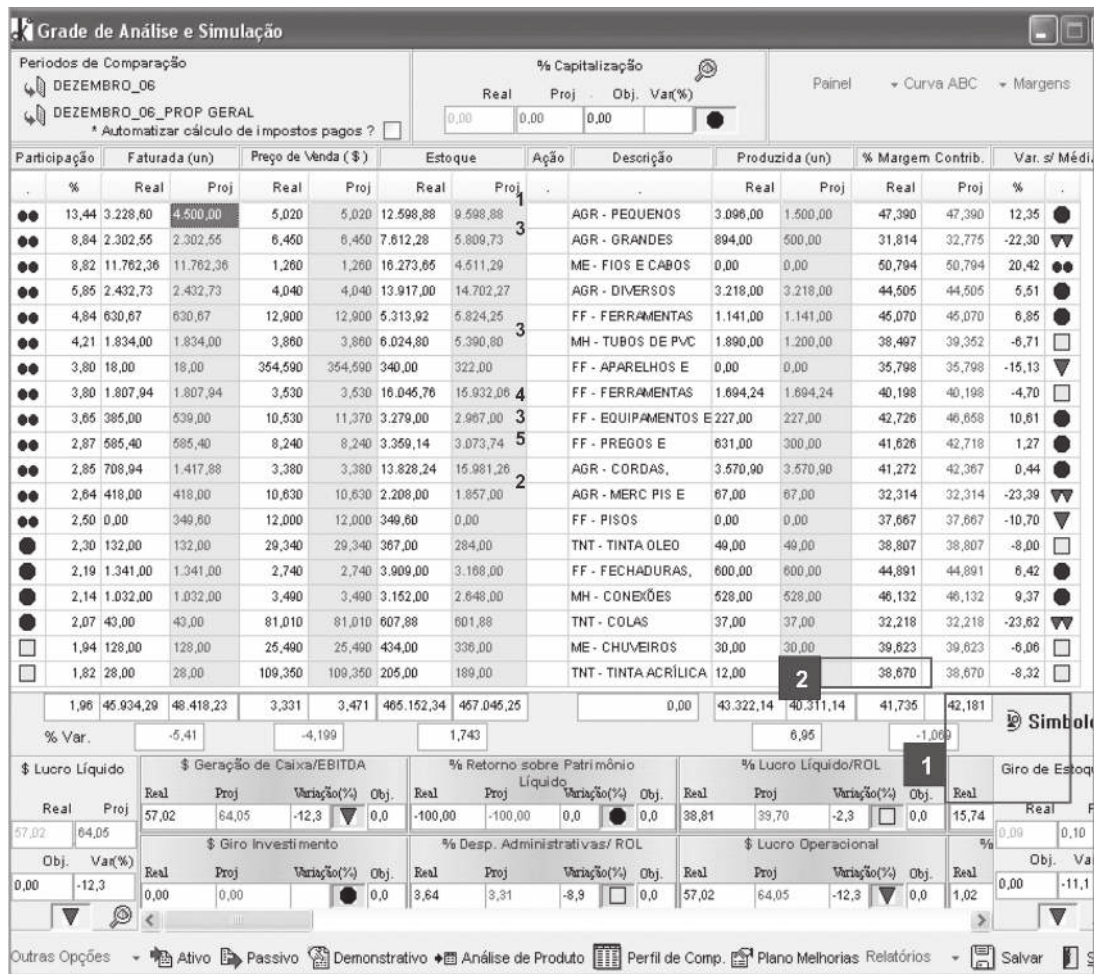 Grade de Análise e Simulação
Periodos de Comparação
DEZEMBRO_06
DEZEMBRO_06_PROP GERAL
* Automatizar cálculo de impostos pagos ?
% Capitalização
Real Proj . Obj. Var(%)
0,00 0,00 0,00
Painel Curva ABC Margens
Participação Faturada (un) Preço de Venda ($) Estoque Ação Descrição Produzida (un) % Margem Contrib. Var. s/ Médi
. % Real Proj Real Proj Real Proj . . Real Proj Real Proj % .
1
13,44 3.228,60 4.500,00 5,020 5,020 12.598,88 9.598,88 AGR - PEQUENOS 3.096,00 1.500,00 47,390 47,390 12,35
3
8,84 2.302,55 2.302,55 6,450 6,450 7.612,28 5.809,73 AGR - GRANDES 894,00 500,00 31,814 32,775 -22,30
8,82 11.762,36 11.762,36 1,260 1,260 16.273,65 4.511,29 ME - FIOS E CABOS 0,00 0,00 50,794 50,794 20,42
5,85 2.432,73 2.432,73 4,040 4,040 13.917,00 14.702,27 AGR - DIVERSOS 3.218,00 3.218,00 44,505 44,505 5,51
4,84 630,67 630,67 12,900 12,900 5.313,92 5.824,25 FF - FERRAMENTAS 1.141,00 1.141,00 45,070 45,070 6,85
3
4,21 1.834,00 1.834,00 3,860 3,860 6.024,80 5.390,80 MH - TUBOS DE PVC 1.890,00 1.200,00 38,497 39,352 -6,71
3,80 18,00 18,00 354,590 354,590 340,00 322,00 FF - APARELHOS E 0,00 0,00 35,798 35,798 -15,13
3,80 1.807,94 1.807,94 3,530 3,530 16.045,76 15.932,06 4 FF - FERRAMENTAS 1.694,24 1.694,24 40,198 40,198 -4,70
3,65 385,00 539,00 10,530 11,370 3.279,00 2.967,00 3 FF - EQUIPAMENTOS E 227,00 227,00 42,726 46,658 10,61
2,87 585,40 585,40 8,240 8,240 3.359,14 3.073,74 5 FF - PREGOS E 631,00 300,00 41,626 42,718 1,27
2,85 708,94 1.417,88 3,380 3,380 13.828,24 15.981,26 AGR - CORDAS, 3.570,90 3.570,90 41,272 42,367 0,44
2
2,64 418,00 418,00 10,630 10,630 2.208,00 1.857,00 AGR - MERC PIS E 67,00 67,00 32,314 32,314 -23,39
2,50 0,00 349,60 12,000 12,000 349,60 0,00 FF - PISOS 0,00 0,00 37,667 37,667 -10,70
2,30 132,00 132,00 29,340 29,340 367,00 284,00 TNT - TINTA OLEO 49,00 49,00 38,807 38,807 -8,00
2,19 1.341,00 1.341,00 2,740 2,740 3.909,00 3.168,00 FF - FECHADURAS, 600,00 600,00 44,891 44,891 6,42
2,14 1.032,00 1.032,00 3,490 3,490 3.152,00 2.648,00 MH - CONEXÕES 528,00 528,00 46,132 46,132 9,37
2,07 43,00 43,00 81,010 81,010 607,88 601,88 TNT - COLAS 37,00 37,00 32,218 32,218 -23,62
1,94 128,00 128,00 25,490 25,490 434,00 336,00 ME - CHUVEIROS 30,00 30,00 39,623 39,623 -6,06
1,82 28,00 28,00 109,350 109,350 205,00 189,00 TNT - TINTA ACRÍLICA 12,00 2 38,670 38,670 -8,32
1,96 45.934,29 48.418,23 3,331 3,471 465.152,34 457.045,25 0,00 43.322,14 40.311,14 41,735 42,181
% Var. -5,41 -4,199 1,743 6,95 -1,069
Simbolo
1
$ Lucro Líquido
Real Proj
57,02 64,05
Obj. Var(%)
0,00 -12,3
$ Geração de Caixa/EBITDA
Real Proj Variação(%) Obj.
57,02 64,05 -12,3 0,0
% Retorno sobre Patrimônio Líquido
Real Proj Variação(%) Obj.
-100,00 -100,00 0,0 0,0
% Lucro Líquido/ROL
Real Proj Variação(%) Obj.
38,81 39,70 -2,3 0,0
Real
15,74
$ Giro Investimento
Real Proj Variação(%) Obj.
0,00 0,00 0,0
% Desp. Administrativas/ ROL
Real Proj Variação(%) Obj.
3,64 3,31 -8,9 0,0
$ Lucro Operacional
Real Proj Variação(%) Obj.
57,02 64,05 -12,3 0,0
%
Real
1,02
Giro de Estoqu
Real P
0,09 0,10
Obj. Va
0,00 -11,1
Outras Opções Ativo Passivo Demonstrativo Análise de Produto Perfil de Comp. Plano Melhorias Relatórios Salvar S